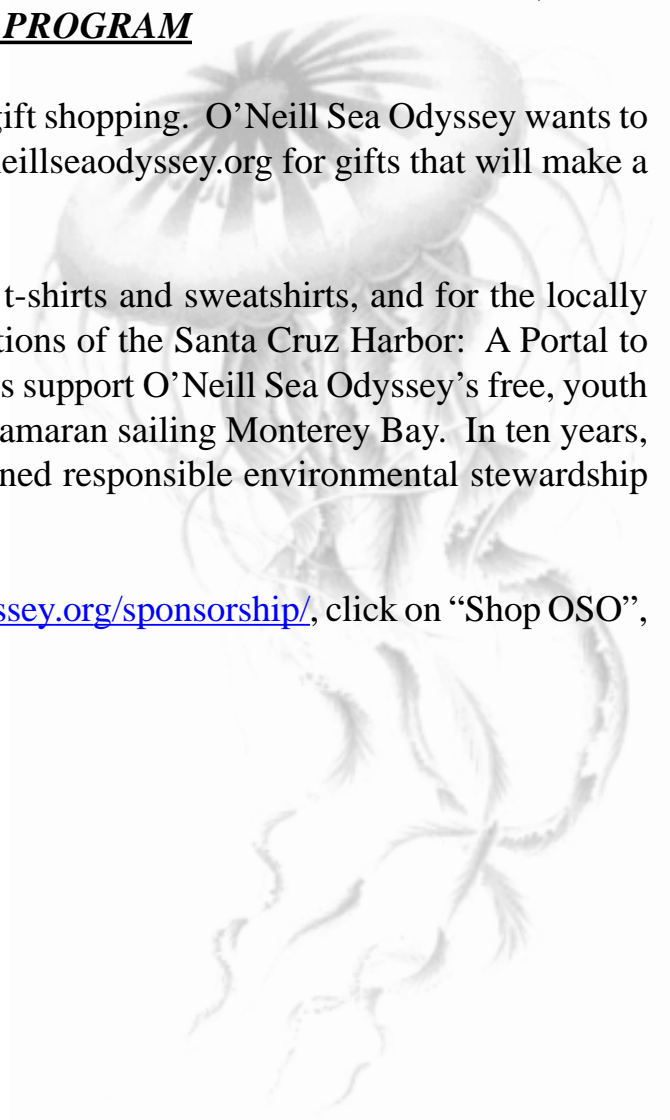 PROGRAM
gift shopping. O’Neill Sea Odyssey wants to
eillseaodyssey.org for gifts that will make a
t-shirts and sweatshirts, and for the locally
tions of the Santa Cruz Harbor: A Portal to
s support O’Neill Sea Odyssey’s free, youth
amaran sailing Monterey Bay. In ten years,
ned responsible environmental stewardship
ssey.org/sponsorship/, click on “Shop OSO”,